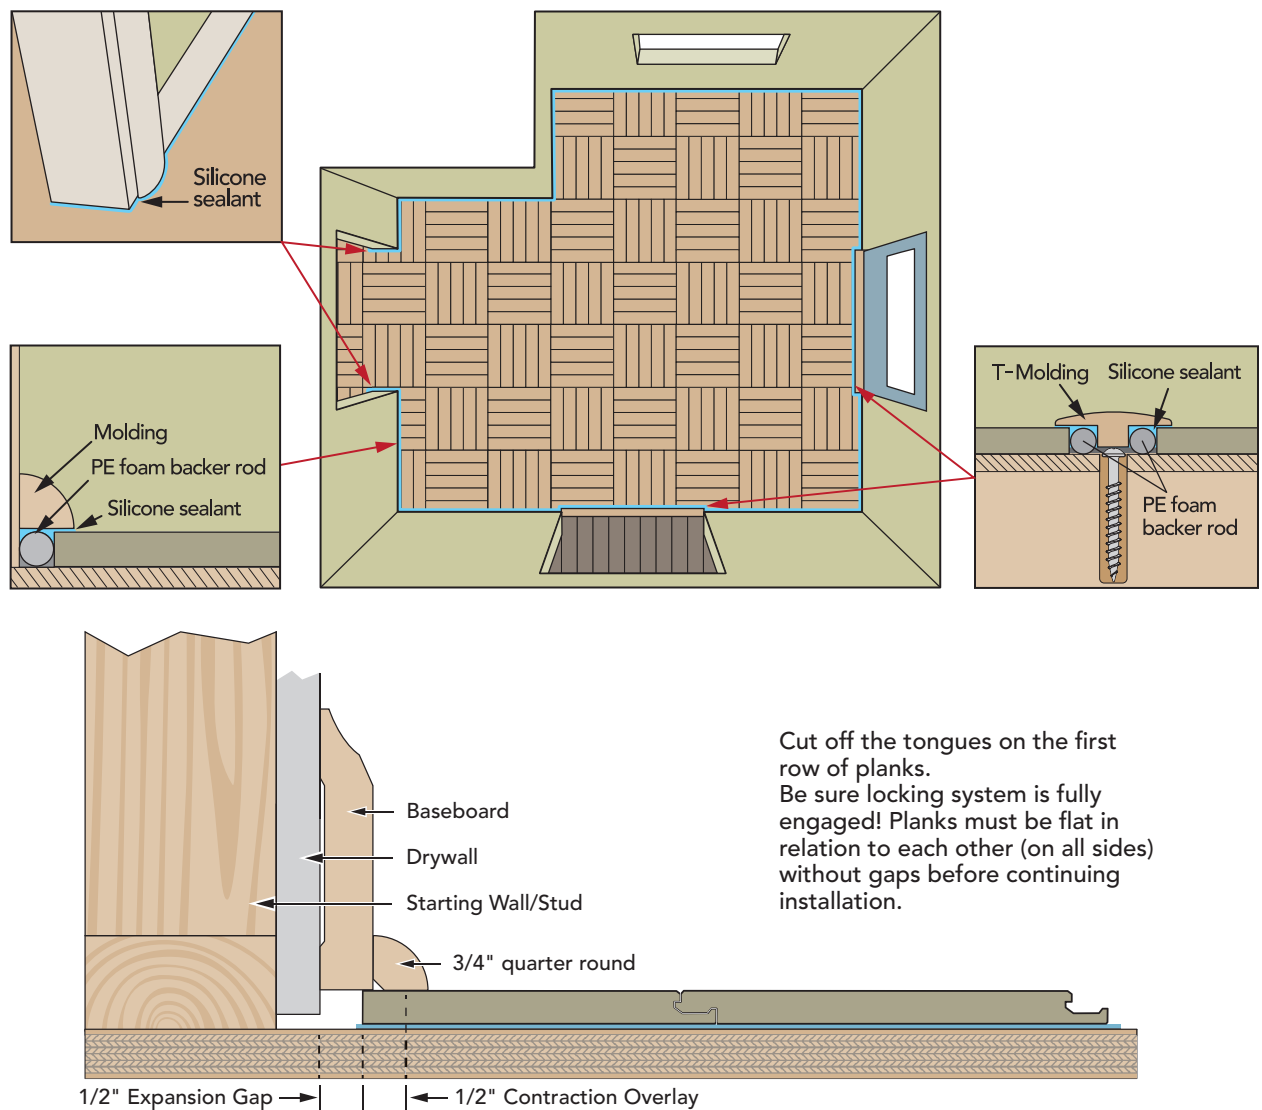 Silicone
sealant
Molding
PE foam backer rod
Silicone sealant
T-Molding
Silicone sealant
PE foam
backer rod
Cut off the tongues on the first
row of planks.
Be sure locking system is fully
engaged! Planks must be flat in
relation to each other (on all sides)
without gaps before continuing
installation.
Baseboard
Drywall
Starting Wall/Stud
3/4" quarter round
1/2" Expansion Gap
1/2" Contraction Overlay